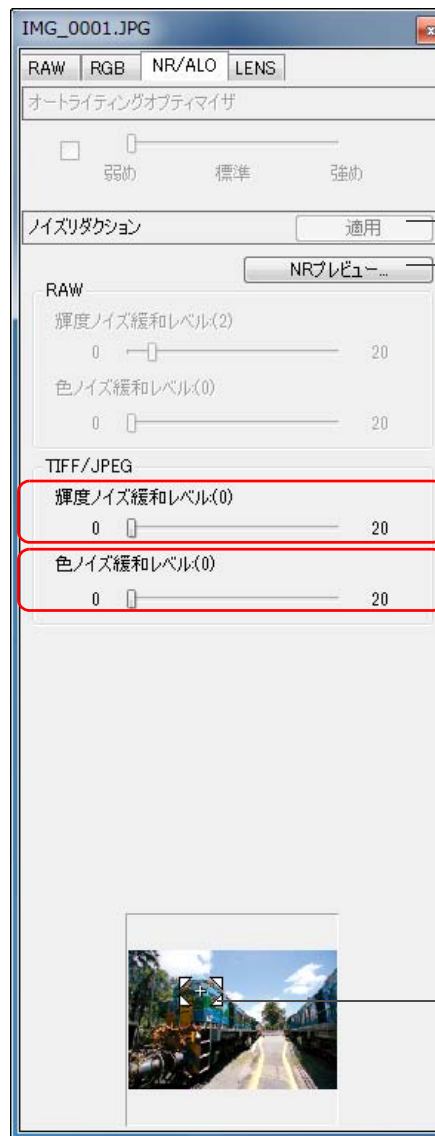 IMG_0001.JPG
RAW RGB NR/ALO LENS
オートライティングオプティマイザ
弱め 標準 強め
ノイズリダクション 適用
NRプレビュー...
RAW
輝度ノイズ緩和レベル:(2)
0 20
色ノイズ緩和レベル:(0)
0 20
TIFF/JPEG
輝度ノイズ緩和レベル:(0)
0 20
色ノイズ緩和レベル:(0)
0 20